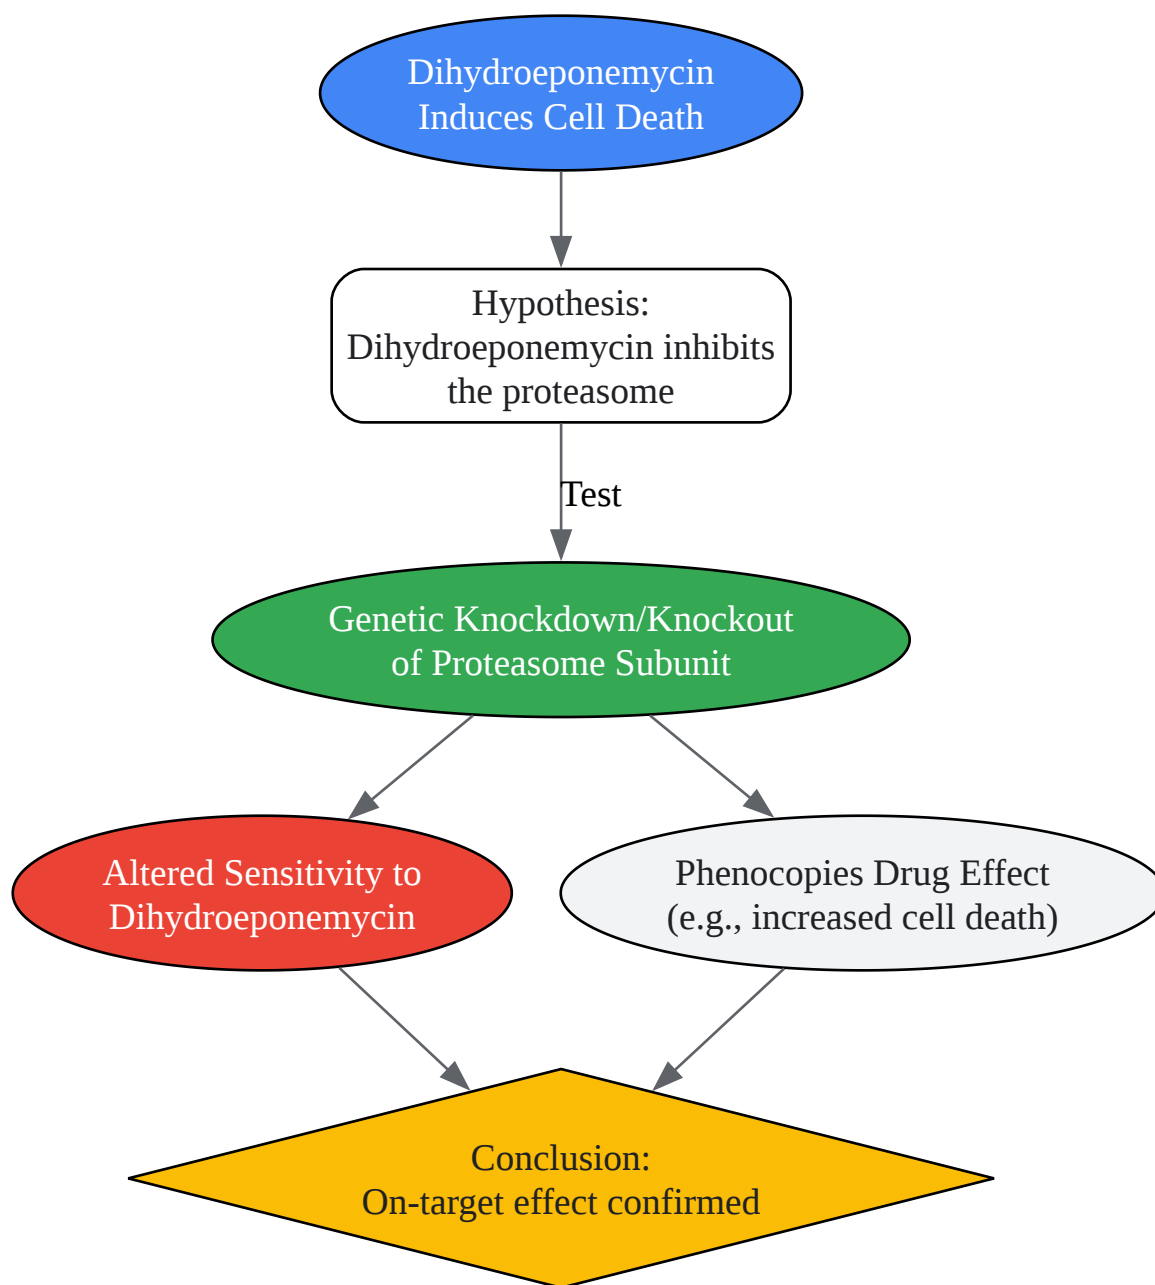 Dihydroeponemycin
Induces Cell Death
Hypothesis:
Dihydroeponemycin inhibits
the proteasome
Test
Genetic Knockdown/Knockout
of Proteasome Subunit
Altered Sensitivity to
Dihydroeponemycin
Phenocopies Drug Effect
(e.g., increased cell death)
Conclusion:
On-target effect confirmed